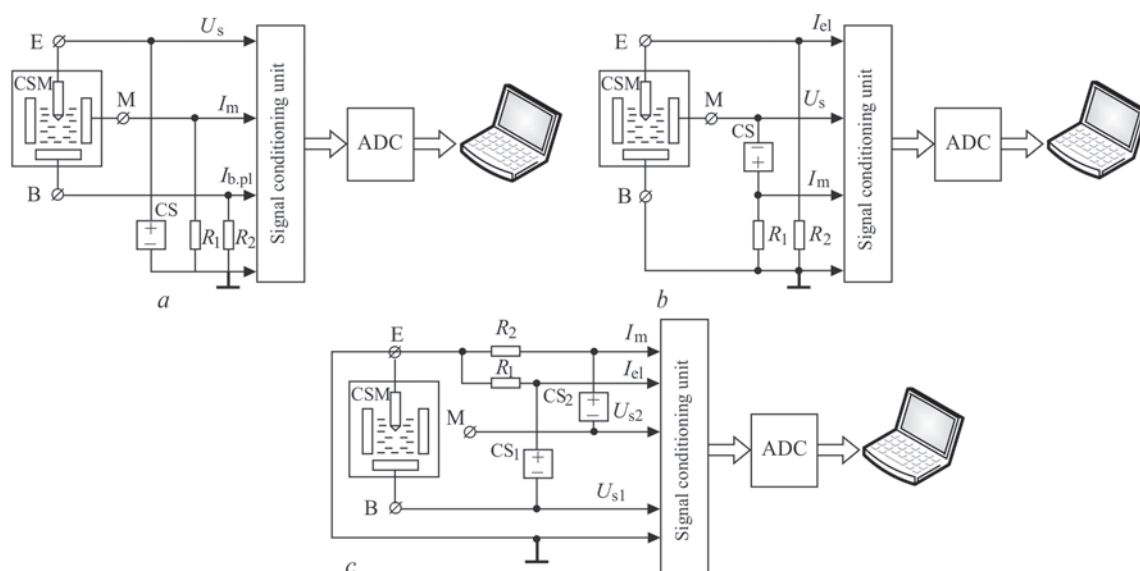 E
U_s
CSM
M
I_m
B
I_b.pl
CS
+
−
R_1
R_2
Signal conditioning unit
ADC
a
E
I_el
CSM
M
U_s
CS
−
+
B
I_m
R_1
R_2
Signal conditioning unit
ADC
b
E
R_2
I_m
R_1
I_el
CSM
CS_2
+
−
U_s2
M
CS_1
+
−
B
U_s1
Signal conditioning unit
ADC
c